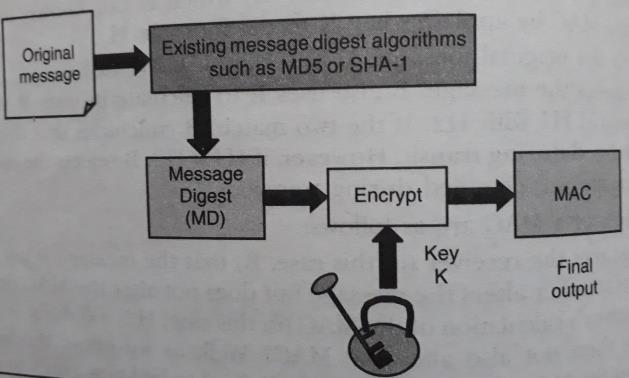 Original
message
Existing message digest algorithms
such as MD5 or SHA-1
Message
Digest
(MD)
Encrypt
MAC
Key
K
Final
output